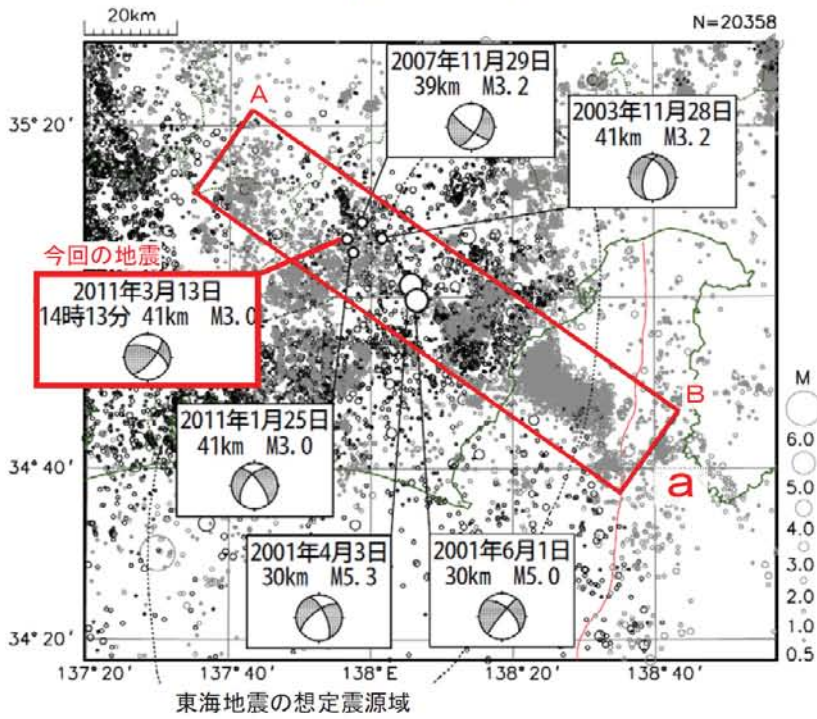 20km
N=20358
2007年11月29日
39km M3.2
2003年11月28日
41km M3.2
A
35°20′
今回の地震
2011年3月13日
14時13分 41km M3.0
2011年1月25日
41km M3.0
B
a
M
6.0
5.0
4.0
3.0
2.0
1.0
0.5
34°40′
2001年4月3日
30km M5.3
2001年6月1日
30km M5.0
34°20′
137°20′
137°40′
138°E
138°20′
138°40′
東海地震の想定震源域